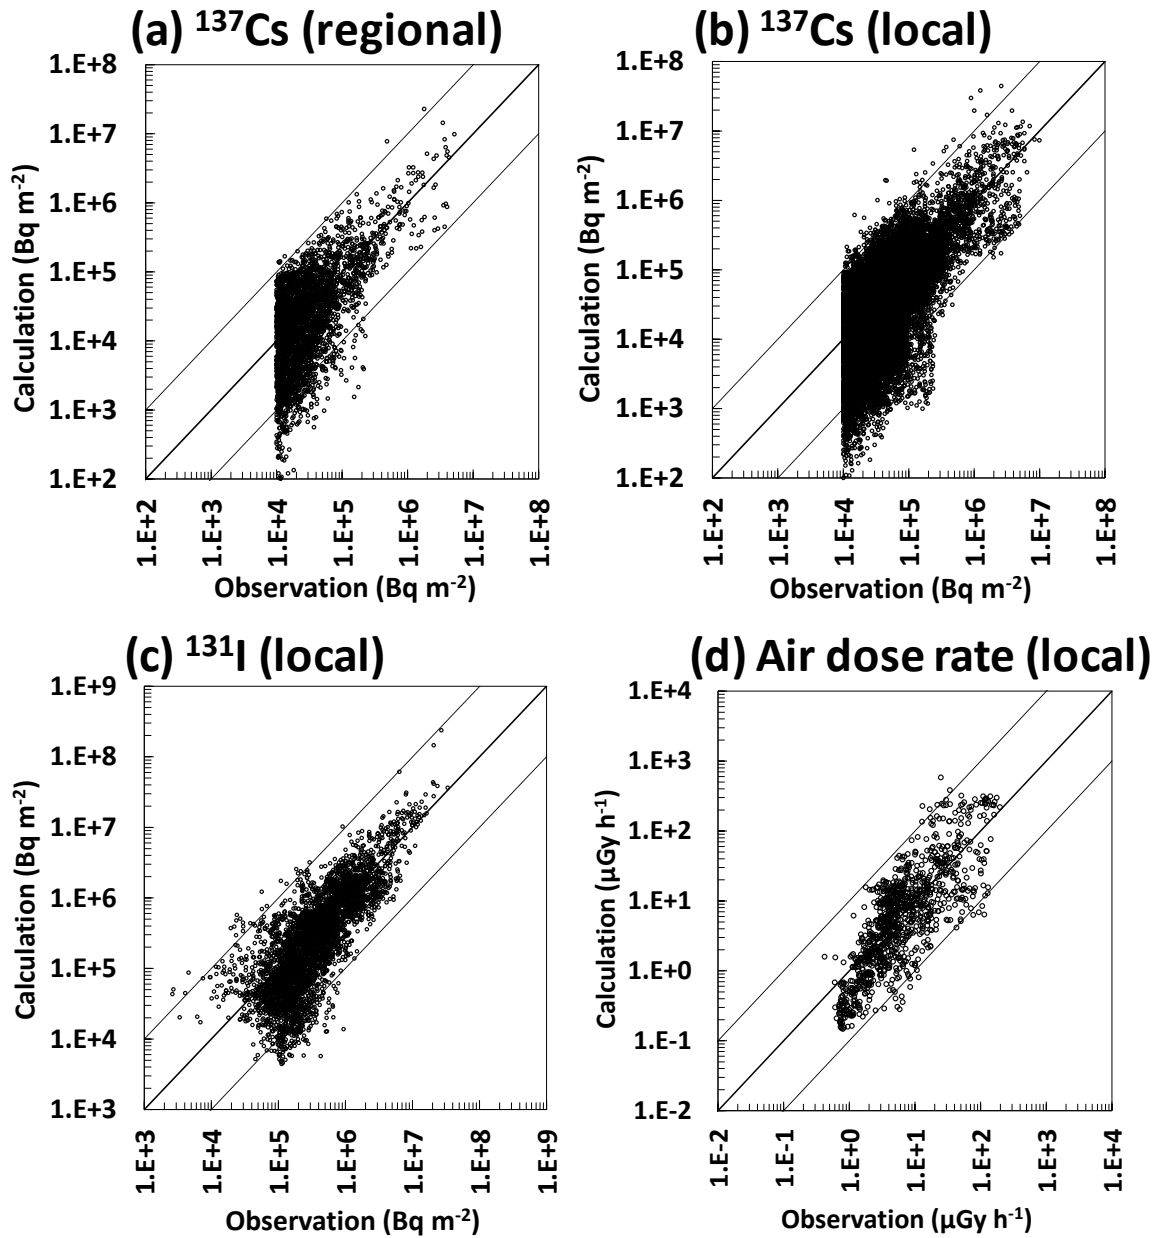 (a) ¹³⁷Cs (regional)
1.E+8
1.E+7
1.E+6
1.E+5
1.E+4
1.E+3
1.E+2
Calculation (Bq m⁻²)
1.E+2
1.E+3
1.E+4
1.E+5
1.E+6
1.E+7
1.E+8
Observation (Bq m⁻²)
(b) ¹³⁷Cs (local)
1.E+8
1.E+7
1.E+6
1.E+5
1.E+4
1.E+3
1.E+2
Calculation (Bq m⁻²)
1.E+2
1.E+3
1.E+4
1.E+5
1.E+6
1.E+7
1.E+8
Observation (Bq m⁻²)
(c) ¹³¹I (local)
1.E+9
1.E+8
1.E+7
1.E+6
1.E+5
1.E+4
1.E+3
Calculation (Bq m⁻²)
1.E+3
1.E+4
1.E+5
1.E+6
1.E+7
1.E+8
1.E+9
Observation (Bq m⁻²)
(d) Air dose rate (local)
1.E+4
1.E+3
1.E+2
1.E+1
1.E+0
1.E-1
1.E-2
Calculation (μGy h⁻¹)
1.E-2
1.E-1
1.E+0
1.E+1
1.E+2
1.E+3
1.E+4
Observation (μGy h⁻¹)